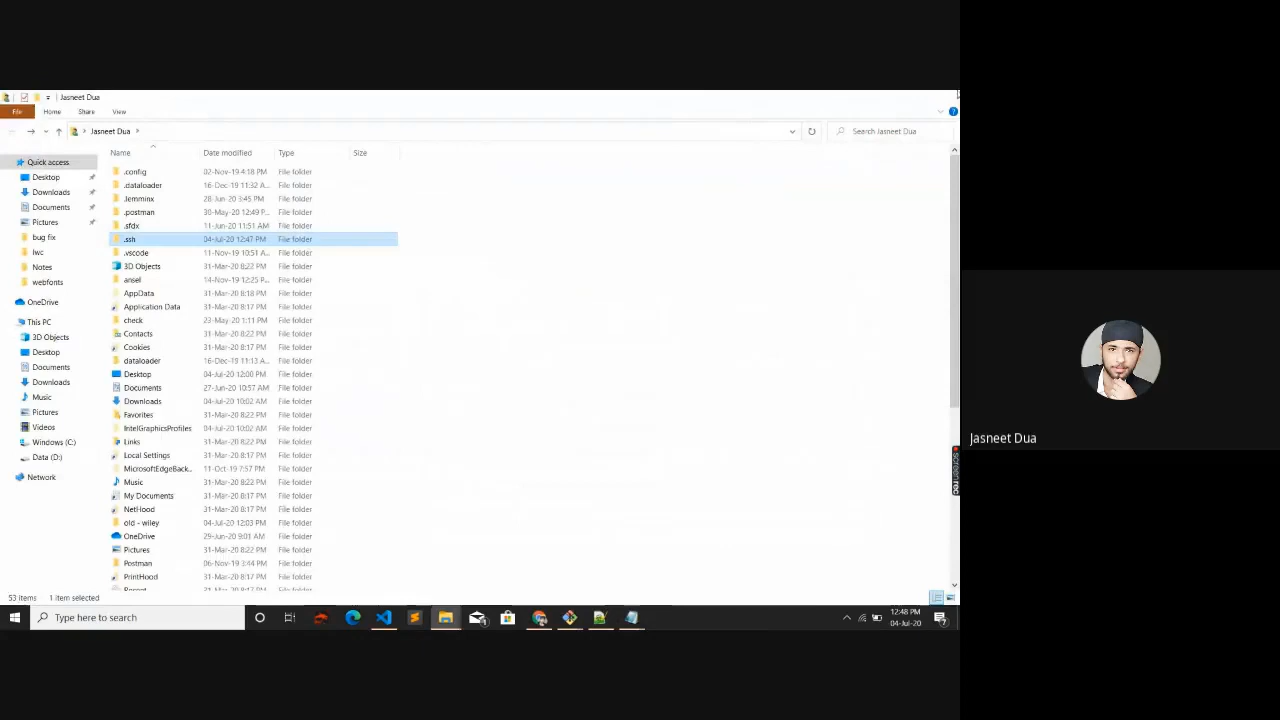 Jasneet Dua
File Home Share View
Jasneet Dua
Search Jasneet Dua
Name Date modified Type Size
Quick access
Desktop
Downloads
Documents
Pictures
bug fix
lwc
Notes
webfonts
OneDrive
This PC
3D Objects
Desktop
Documents
Downloads
Music
Pictures
Videos
Windows (C:)
Data (D:)
Network
.config 02-Nov-19 4:18 PM File folder
.dataloader 16-Dec-19 11:32 A... File folder
.lemminx 28-Jun-20 3:45 PM File folder
.postman 30-May-20 12:49 P... File folder
.sfdx 11-Jun-20 11:51 AM File folder
.ssh 04-Jul-20 12:47 PM File folder
.vscode 11-Nov-19 10:51 A... File folder
3D Objects 31-Mar-20 8:22 PM File folder
ansel 14-Nov-19 12:25 P... File folder
AppData 31-Mar-20 8:18 PM File folder
Application Data 31-Mar-20 8:17 PM File folder
check 23-May-20 1:11 PM File folder
Contacts 31-Mar-20 8:22 PM File folder
Cookies 31-Mar-20 8:17 PM File folder
dataloader 16-Dec-19 11:13 A... File folder
Desktop 04-Jul-20 12:00 PM File folder
Documents 27-Jun-20 10:57 AM File folder
Downloads 04-Jul-20 10:02 AM File folder
Favorites 31-Mar-20 8:22 PM File folder
IntelGraphicsProfiles 04-Jul-20 10:02 AM File folder
Links 31-Mar-20 8:22 PM File folder
Local Settings 31-Mar-20 8:17 PM File folder
MicrosoftEdgeBack... 11-Oct-19 7:57 PM File folder
Music 31-Mar-20 8:22 PM File folder
My Documents 31-Mar-20 8:17 PM File folder
NetHood 31-Mar-20 8:17 PM File folder
old - wiley 04-Jul-20 12:03 PM File folder
OneDrive 29-Jun-20 9:01 AM File folder
Pictures 31-Mar-20 8:22 PM File folder
Postman 06-Nov-19 3:44 PM File folder
PrintHood 31-Mar-20 8:17 PM File folder
Recent 31-Mar-20 8:17 PM File folder
53 items 1 item selected
screenrec
Type here to search
12:48 PM
04-Jul-20
Jasneet Dua